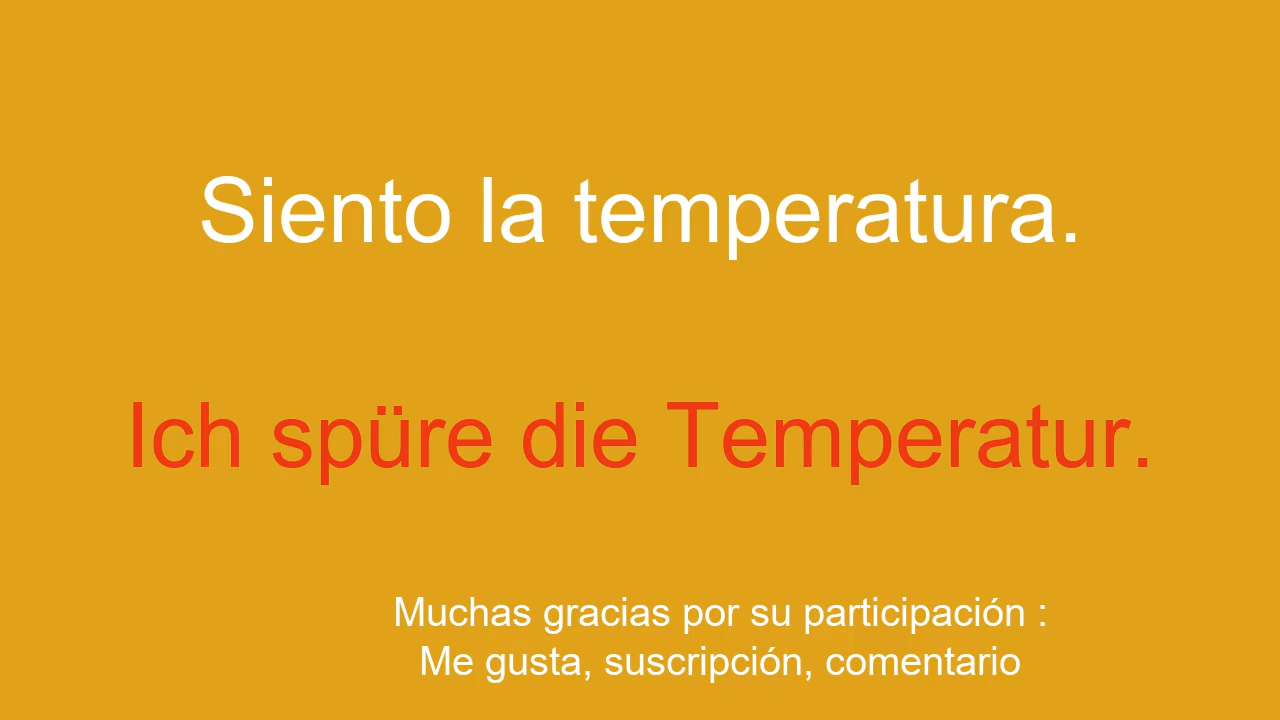 Siento la temperatura.
Ich spüre die Temperatur.
Muchas gracias por su participación :
Me gusta, suscripción, comentario